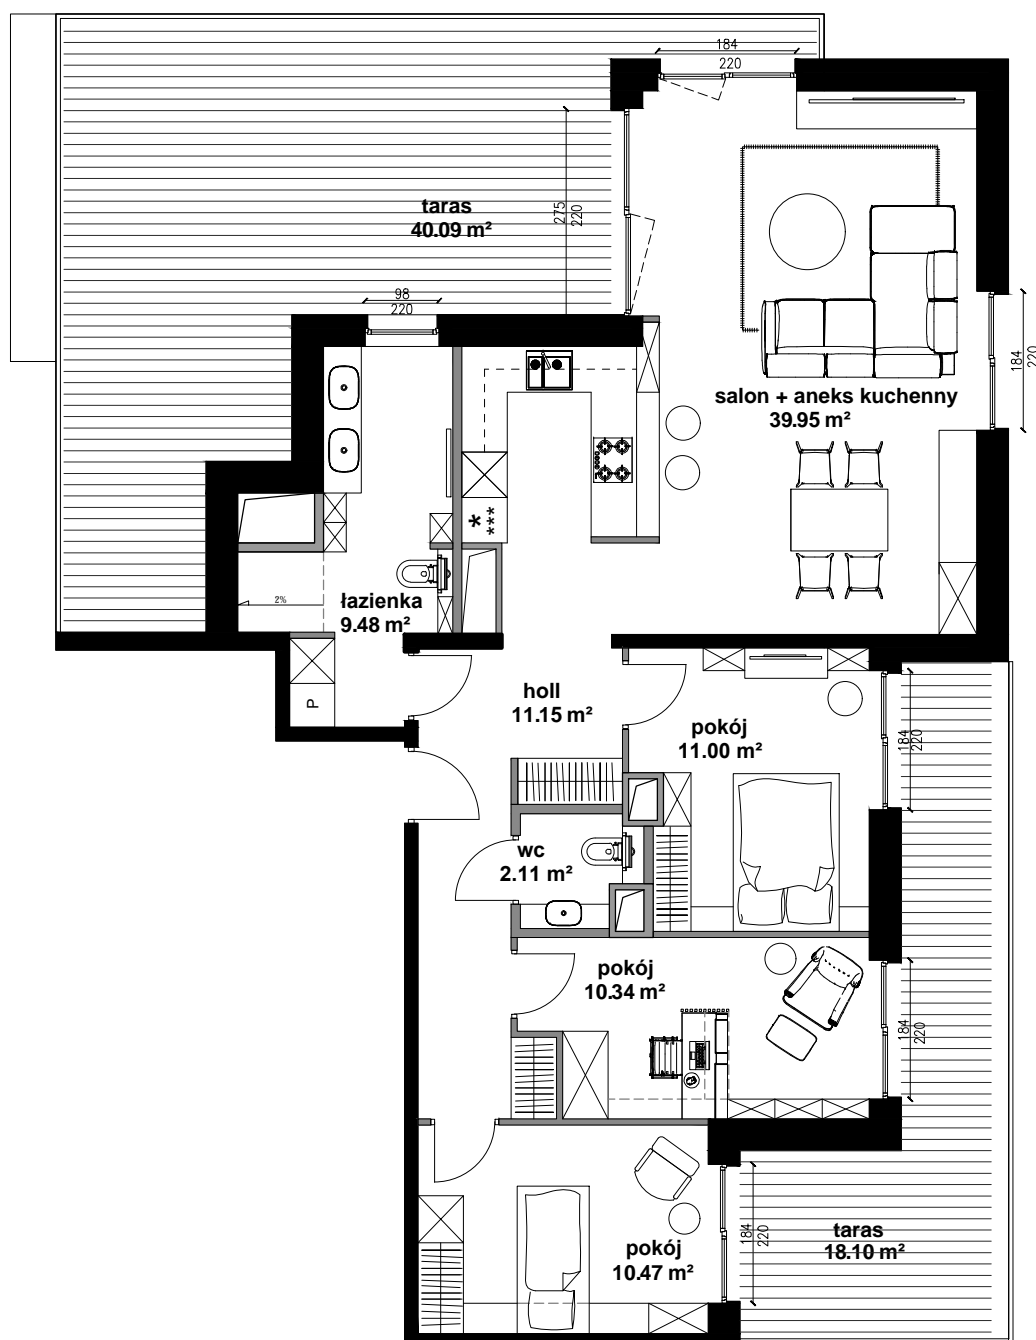 184
220
taras
40.09 m²
275
220
98
220
184
220
salon + aneks kuchenny
39.95 m²
*
***
2%
łazienka
9.48 m²
P
holl
11.15 m²
pokój
11.00 m²
184
220
wc
2.11 m²
pokój
10.34 m²
184
220
184
220
taras
18.10 m²
pokój
10.47 m²